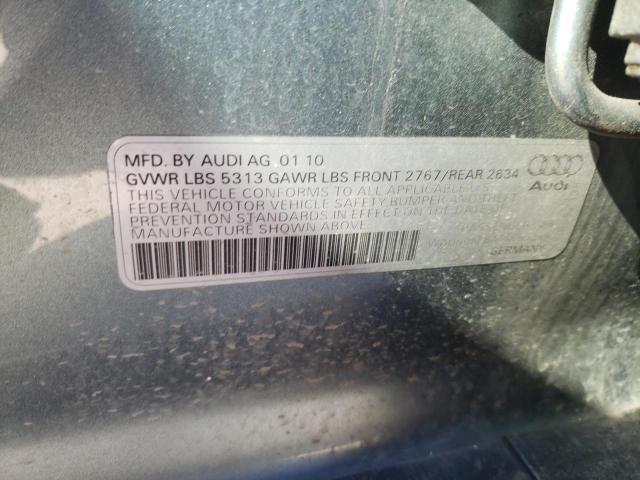 MFD. BY AUDI AG 01 10
GVWR LBS 5313 GAWR LBS FRONT 2767/REAR 2634
THIS VEHICLE CONFORMS TO ALL APPLICABLE
FEDERAL MOTOR VEHICLE SAFETY BUMPER AND THEFT
PREVENTION STANDARDS IN EFFECT ON THE DATE OF
MANUFACTURE SHOWN ABOVE
Audi
GERMANY